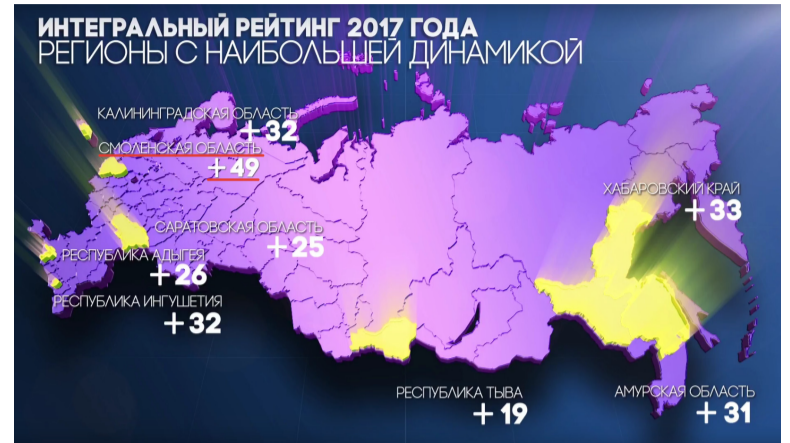 ИНТЕГРАЛЬНЫЙ РЕЙТИНГ 2017 ГОДА
РЕГИОНЫ С НАИБОЛЬШЕЙ ДИНАМИКОЙ
КАЛИНИНГРАДСКАЯ ОБЛАСТЬ
+32
СМОЛЕНСКАЯ ОБЛАСТЬ
+49
ХАБАРОВСКИЙ КРАЙ
+33
САРАТОВСКАЯ ОБЛАСТЬ
+25
РЕСПУБЛИКА АДЫГЕЯ
+26
РЕСПУБЛИКА ИНГУШЕТИЯ
+32
РЕСПУБЛИКА ТЫВА
+19
АМУРСКАЯ ОБЛАСТЬ
+31